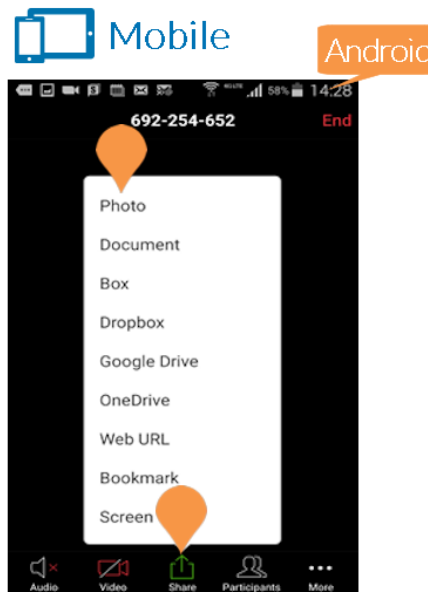 Mobile
Android
58% 14:28
692-254-652 End
Photo
Document
Box
Dropbox
Google Drive
OneDrive
Web URL
Bookmark
Screen
Audio Video Share Participants More